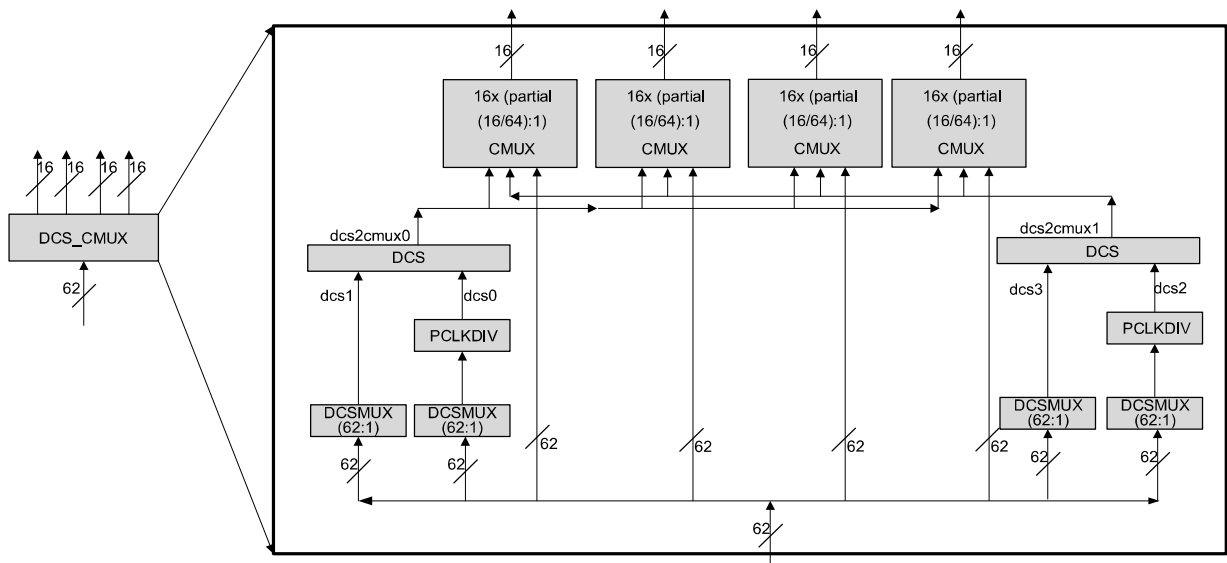 16 16 16 16
16x (partial
(16/64):1)
CMUX
16x (partial
(16/64):1)
CMUX
16x (partial
(16/64):1)
CMUX
16x (partial
(16/64):1)
CMUX
16 16 16 16
DCS_CMUX
62
dcs2cmux0
DCS
dcs1
dcs0
PCLKDIV
DCSMUX
(62:1)
DCSMUX
(62:1)
62
62
62
62
62
62
dcs2cmux1
DCS
dcs3
dcs2
PCLKDIV
DCSMUX
(62:1)
DCSMUX
(62:1)
62
62
62